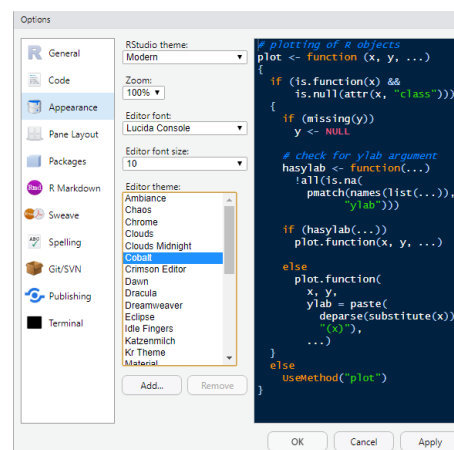 Options
R General
Code
Appearance
Pane Layout
Packages
Rmd R Markdown
Sweave
ABC Spelling
Git/SVN
Publishing
Terminal
RStudio theme:
Modern
Zoom:
100%
Editor font:
Lucida Console
Editor font size:
10
Editor theme:
Ambiance
Chaos
Chrome
Clouds
Clouds Midnight
Cobalt
Crimson Editor
Dawn
Dracula
Dreamweaver
Eclipse
Idle Fingers
Katzenmilch
Kr Theme
Material
Add... Remove
# plotting of R objects
plot <- function (x, y, ...)
{
  if (is.function(x) &&
      is.null(attr(x, "class")))
  {
    if (missing(y))
      y <- NULL

    # check for ylab argument
    hasylab <- function(...)
      !all(is.na(
        pmatch(names(list(...)),
              "ylab")))

    if (hasylab(...))
      plot.function(x, y, ...)

    else
      plot.function(
        x, y,
        ylab = paste(
          deparse(substitute(x))
          "(x)"),
        ...)
  }
  else
    UseMethod("plot")
}
OK Cancel Apply